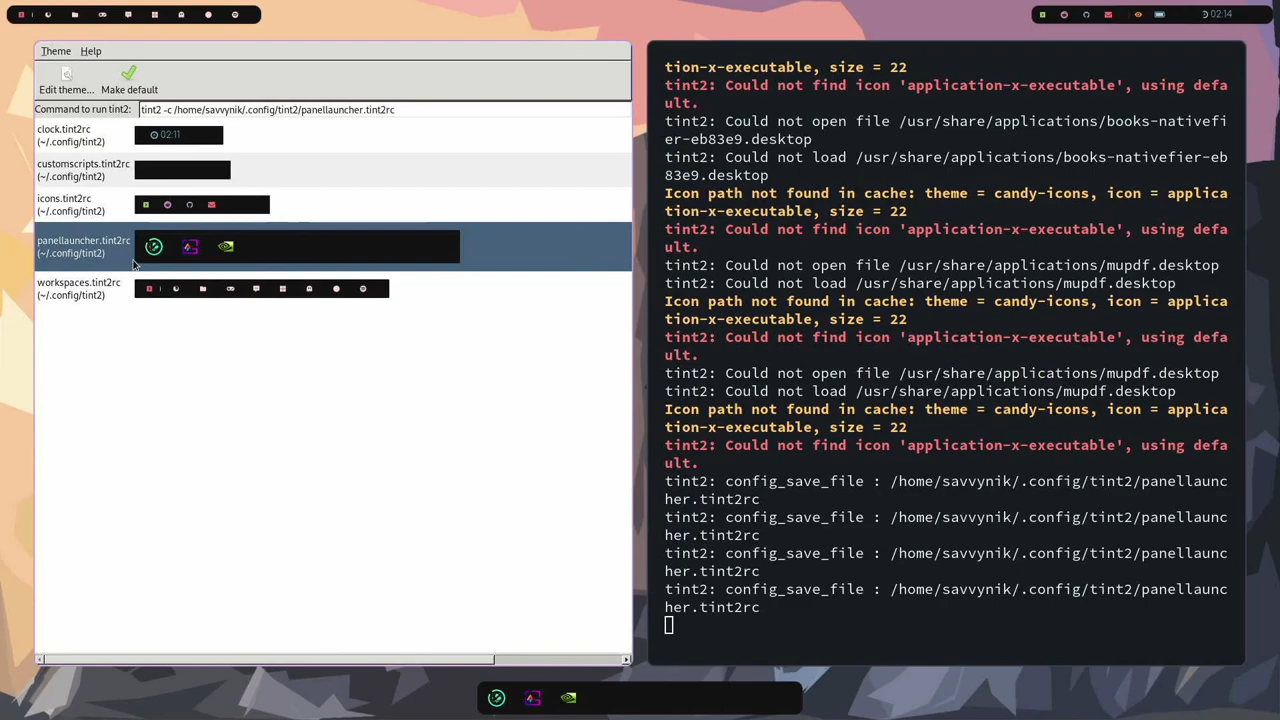 02:14
Theme Help
Edit theme... Make default
Command to run tint2: tint2 -c /home/savvynik/.config/tint2/panellauncher.tint2rc
clock.tint2rc
(~/.config/tint2)
02:11
customscripts.tint2rc
(~/.config/tint2)
icons.tint2rc
(~/.config/tint2)
panellauncher.tint2rc
(~/.config/tint2)
workspaces.tint2rc
(~/.config/tint2)
tion-x-executable, size = 22
tint2: Could not find icon 'application-x-executable', using defa
ult.
tint2: Could not open file /usr/share/applications/books-nativefi
er-eb83e9.desktop
tint2: Could not load /usr/share/applications/books-nativefier-eb
83e9.desktop
Icon path not found in cache: theme = candy-icons, icon = applica
tion-x-executable, size = 22
tint2: Could not find icon 'application-x-executable', using defa
ult.
tint2: Could not open file /usr/share/applications/mupdf.desktop
tint2: Could not load /usr/share/applications/mupdf.desktop
Icon path not found in cache: theme = candy-icons, icon = applica
tion-x-executable, size = 22
tint2: Could not find icon 'application-x-executable', using defa
ult.
tint2: Could not open file /usr/share/applications/mupdf.desktop
tint2: Could not load /usr/share/applications/mupdf.desktop
Icon path not found in cache: theme = candy-icons, icon = applica
tion-x-executable, size = 22
tint2: Could not find icon 'application-x-executable', using defa
ult.
tint2: config_save_file : /home/savvynik/.config/tint2/panellaunc
her.tint2rc
tint2: config_save_file : /home/savvynik/.config/tint2/panellaunc
her.tint2rc
tint2: config_save_file : /home/savvynik/.config/tint2/panellaunc
her.tint2rc
tint2: config_save_file : /home/savvynik/.config/tint2/panellaunc
her.tint2rc